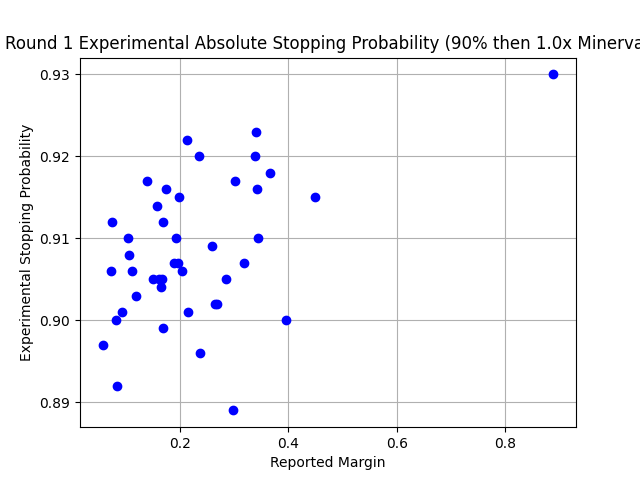 Round 1 Experimental Absolute Stopping Probability (90% then 1.0x Minerva
0.93
0.92
0.91
0.90
0.89
Experimental Stopping Probability
0.2 0.4 0.6 0.8
Reported Margin